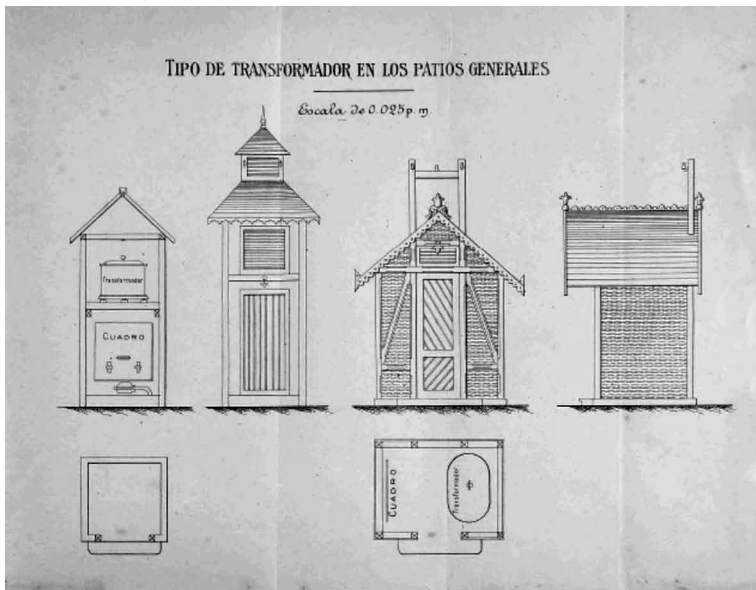 TIPO DE TRANSFORMADOR EN LOS PATIOS GENERALES
Escala de 0.025 p. m
Transformador
CUADRO
CUADRO
Transformador